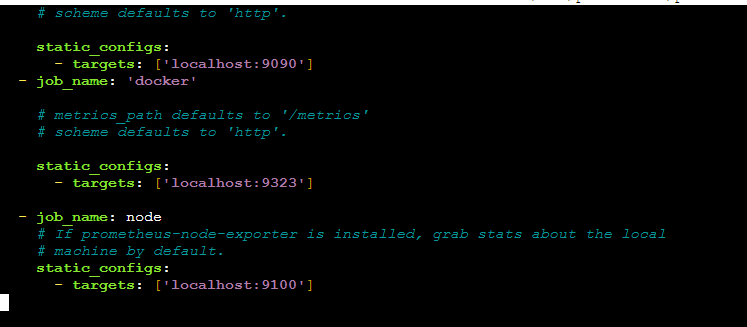 # scheme defaults to 'http'.
static_configs:
- targets: ['localhost:9090']
- job_name: 'docker'
# metrics_path defaults to '/metrics'
# scheme defaults to 'http'.
static_configs:
- targets: ['localhost:9323']
- job_name: node
# If prometheus-node-exporter is installed, grab stats about the local
# machine by default.
static_configs:
- targets: ['localhost:9100']